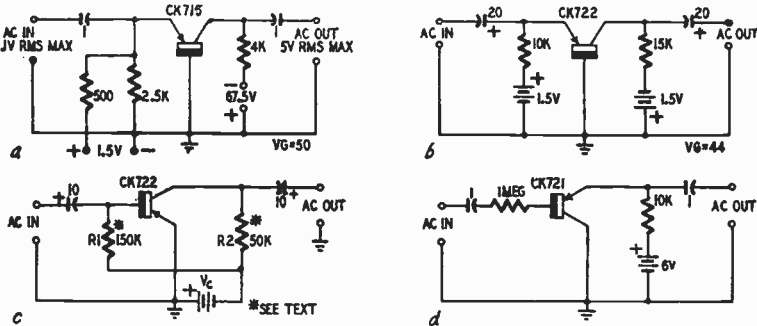 CK715
AC IN
.1V RMS MAX
1
1
AC OUT
5V RMS MAX
4K
500
2.5K
−
67.5V
+
+ 1.5V −
VG=50
a
AC IN
20
+
CK722
20
+
AC OUT
10K
15K
+
1.5V
1.5V
+
VG=44
b
CK722
+ 10
10 +
AC OUT
AC IN
*
R1 150K
*
R2 50K
+
Vc
*SEE TEXT
c
CK721
1
1MEG
1
AC IN
10K
AC OUT
+
6V
d